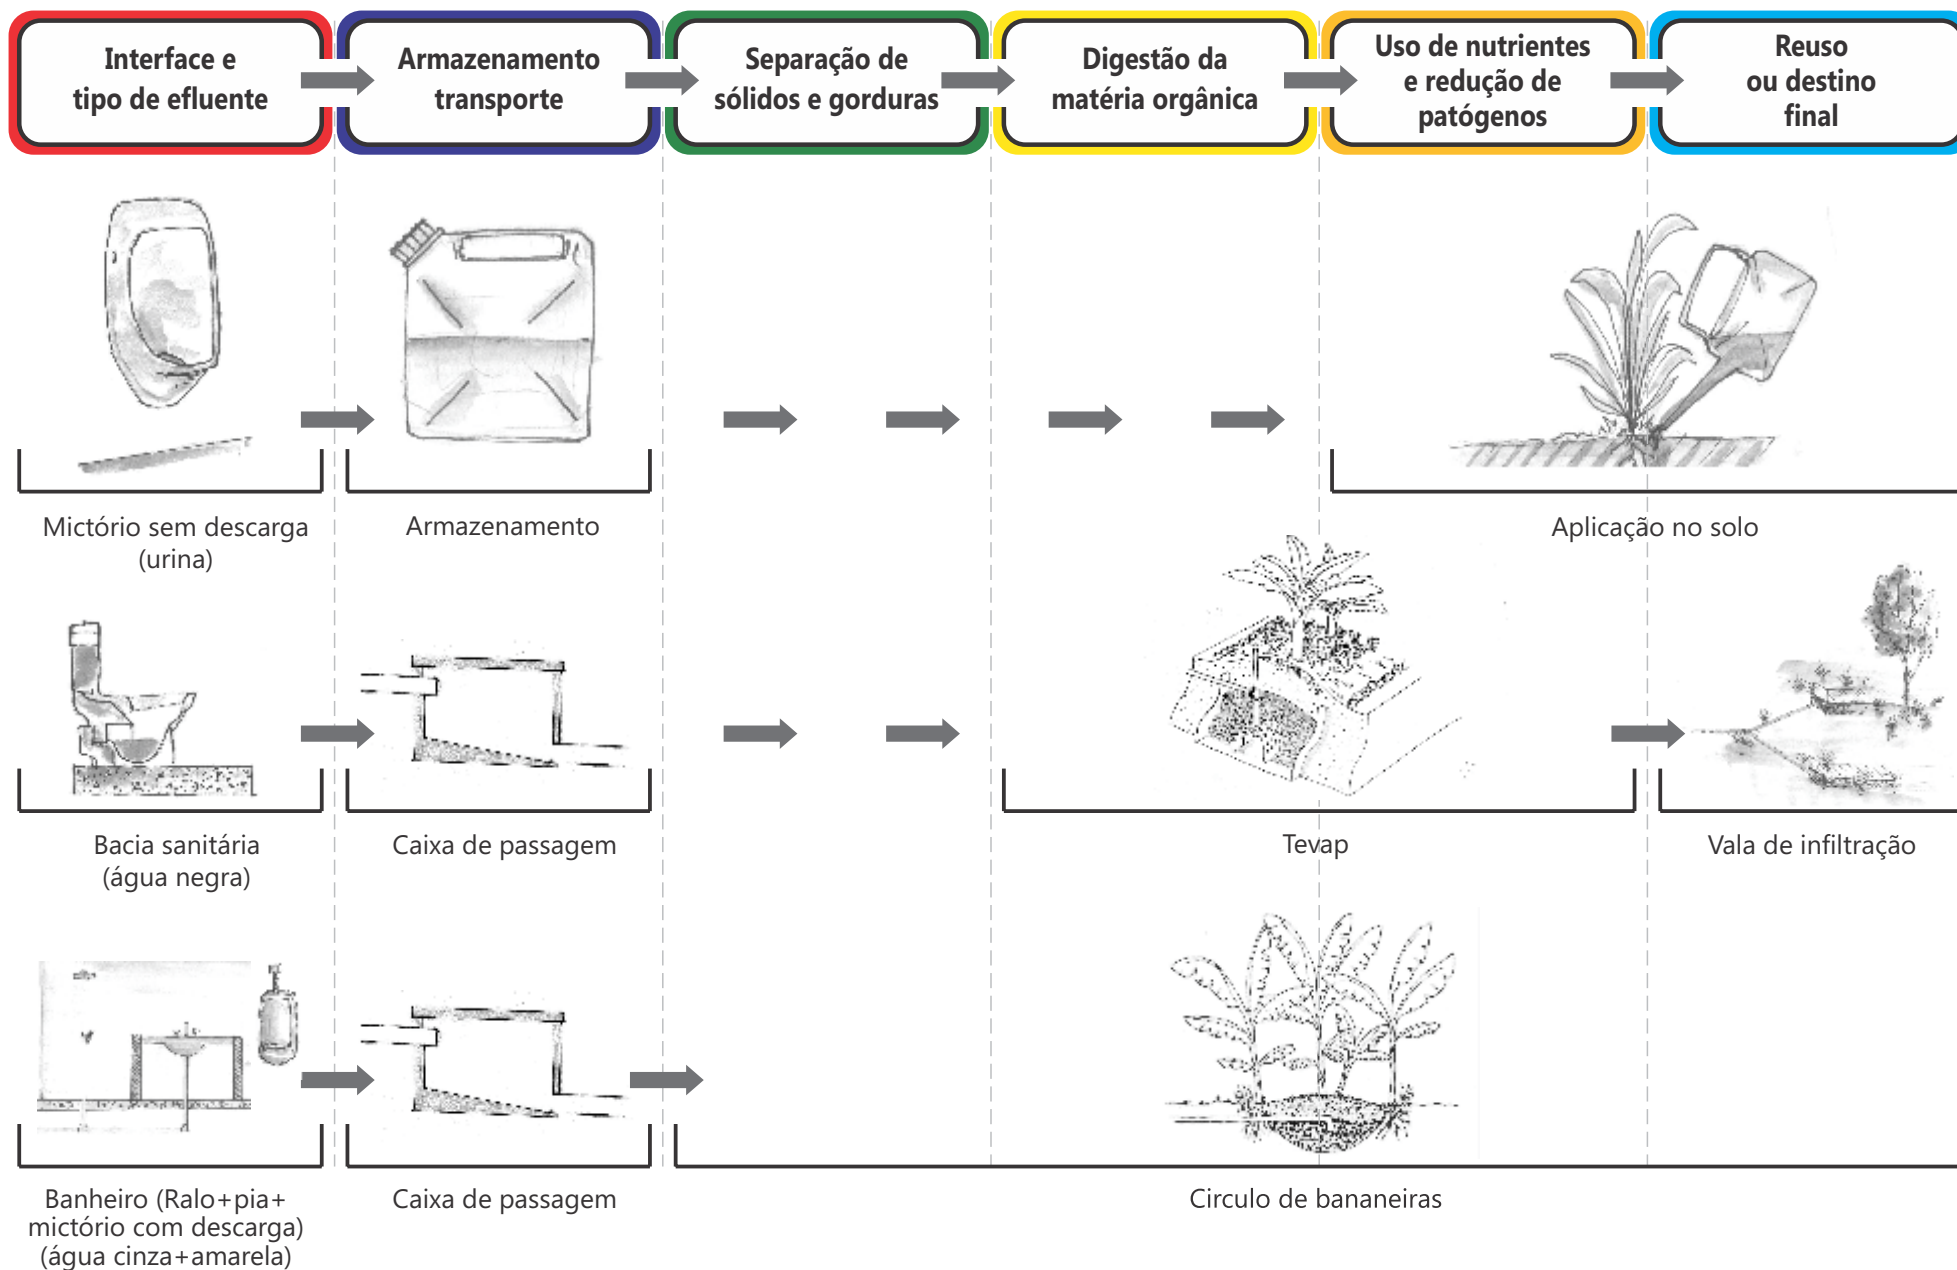 Interface e
tipo de efluente
Armazenamento
transporte
Separação de
sólidos e gorduras
Digestão da
matéria orgânica
Uso de nutrientes
e redução de
patógenos
Reuso
ou destino
final
Mictório sem descarga
(urina)
Armazenamento
Aplicação no solo
Bacia sanitária
(água negra)
Caixa de passagem
Tevap
Vala de infiltração
Banheiro (Ralo+pia+
mictório com descarga)
(água cinza+amarela)
Caixa de passagem
Circulo de bananeiras